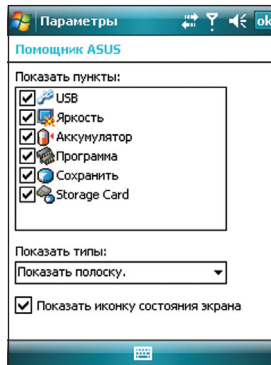 Параметры ok
Помощник ASUS
Показать пункты:
USB
Яркость
Аккумулятор
Программа
Сохранить
Storage Card
Показать типы:
Показать полоску.
Показать иконку состояния экрана